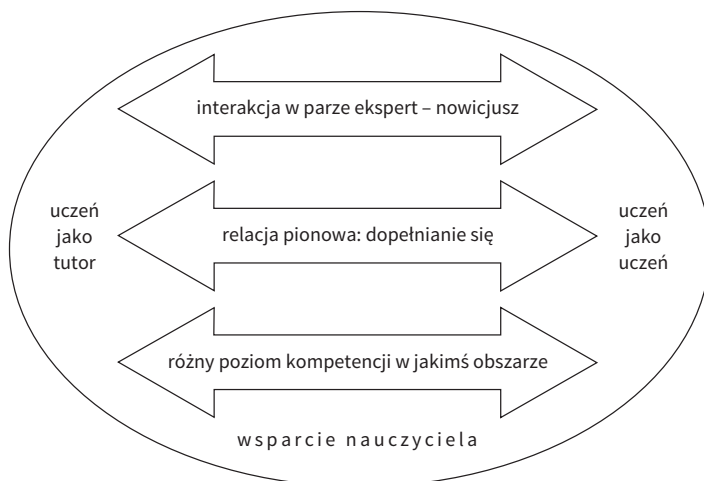 interakcja w parze ekspert – nowicjusz
uczeń
jako
tutor
relacja pionowa: dopełnianie się
uczeń
jako
uczeń
różny poziom kompetencji w jakimś obszarze
wsparcie nauczyciela